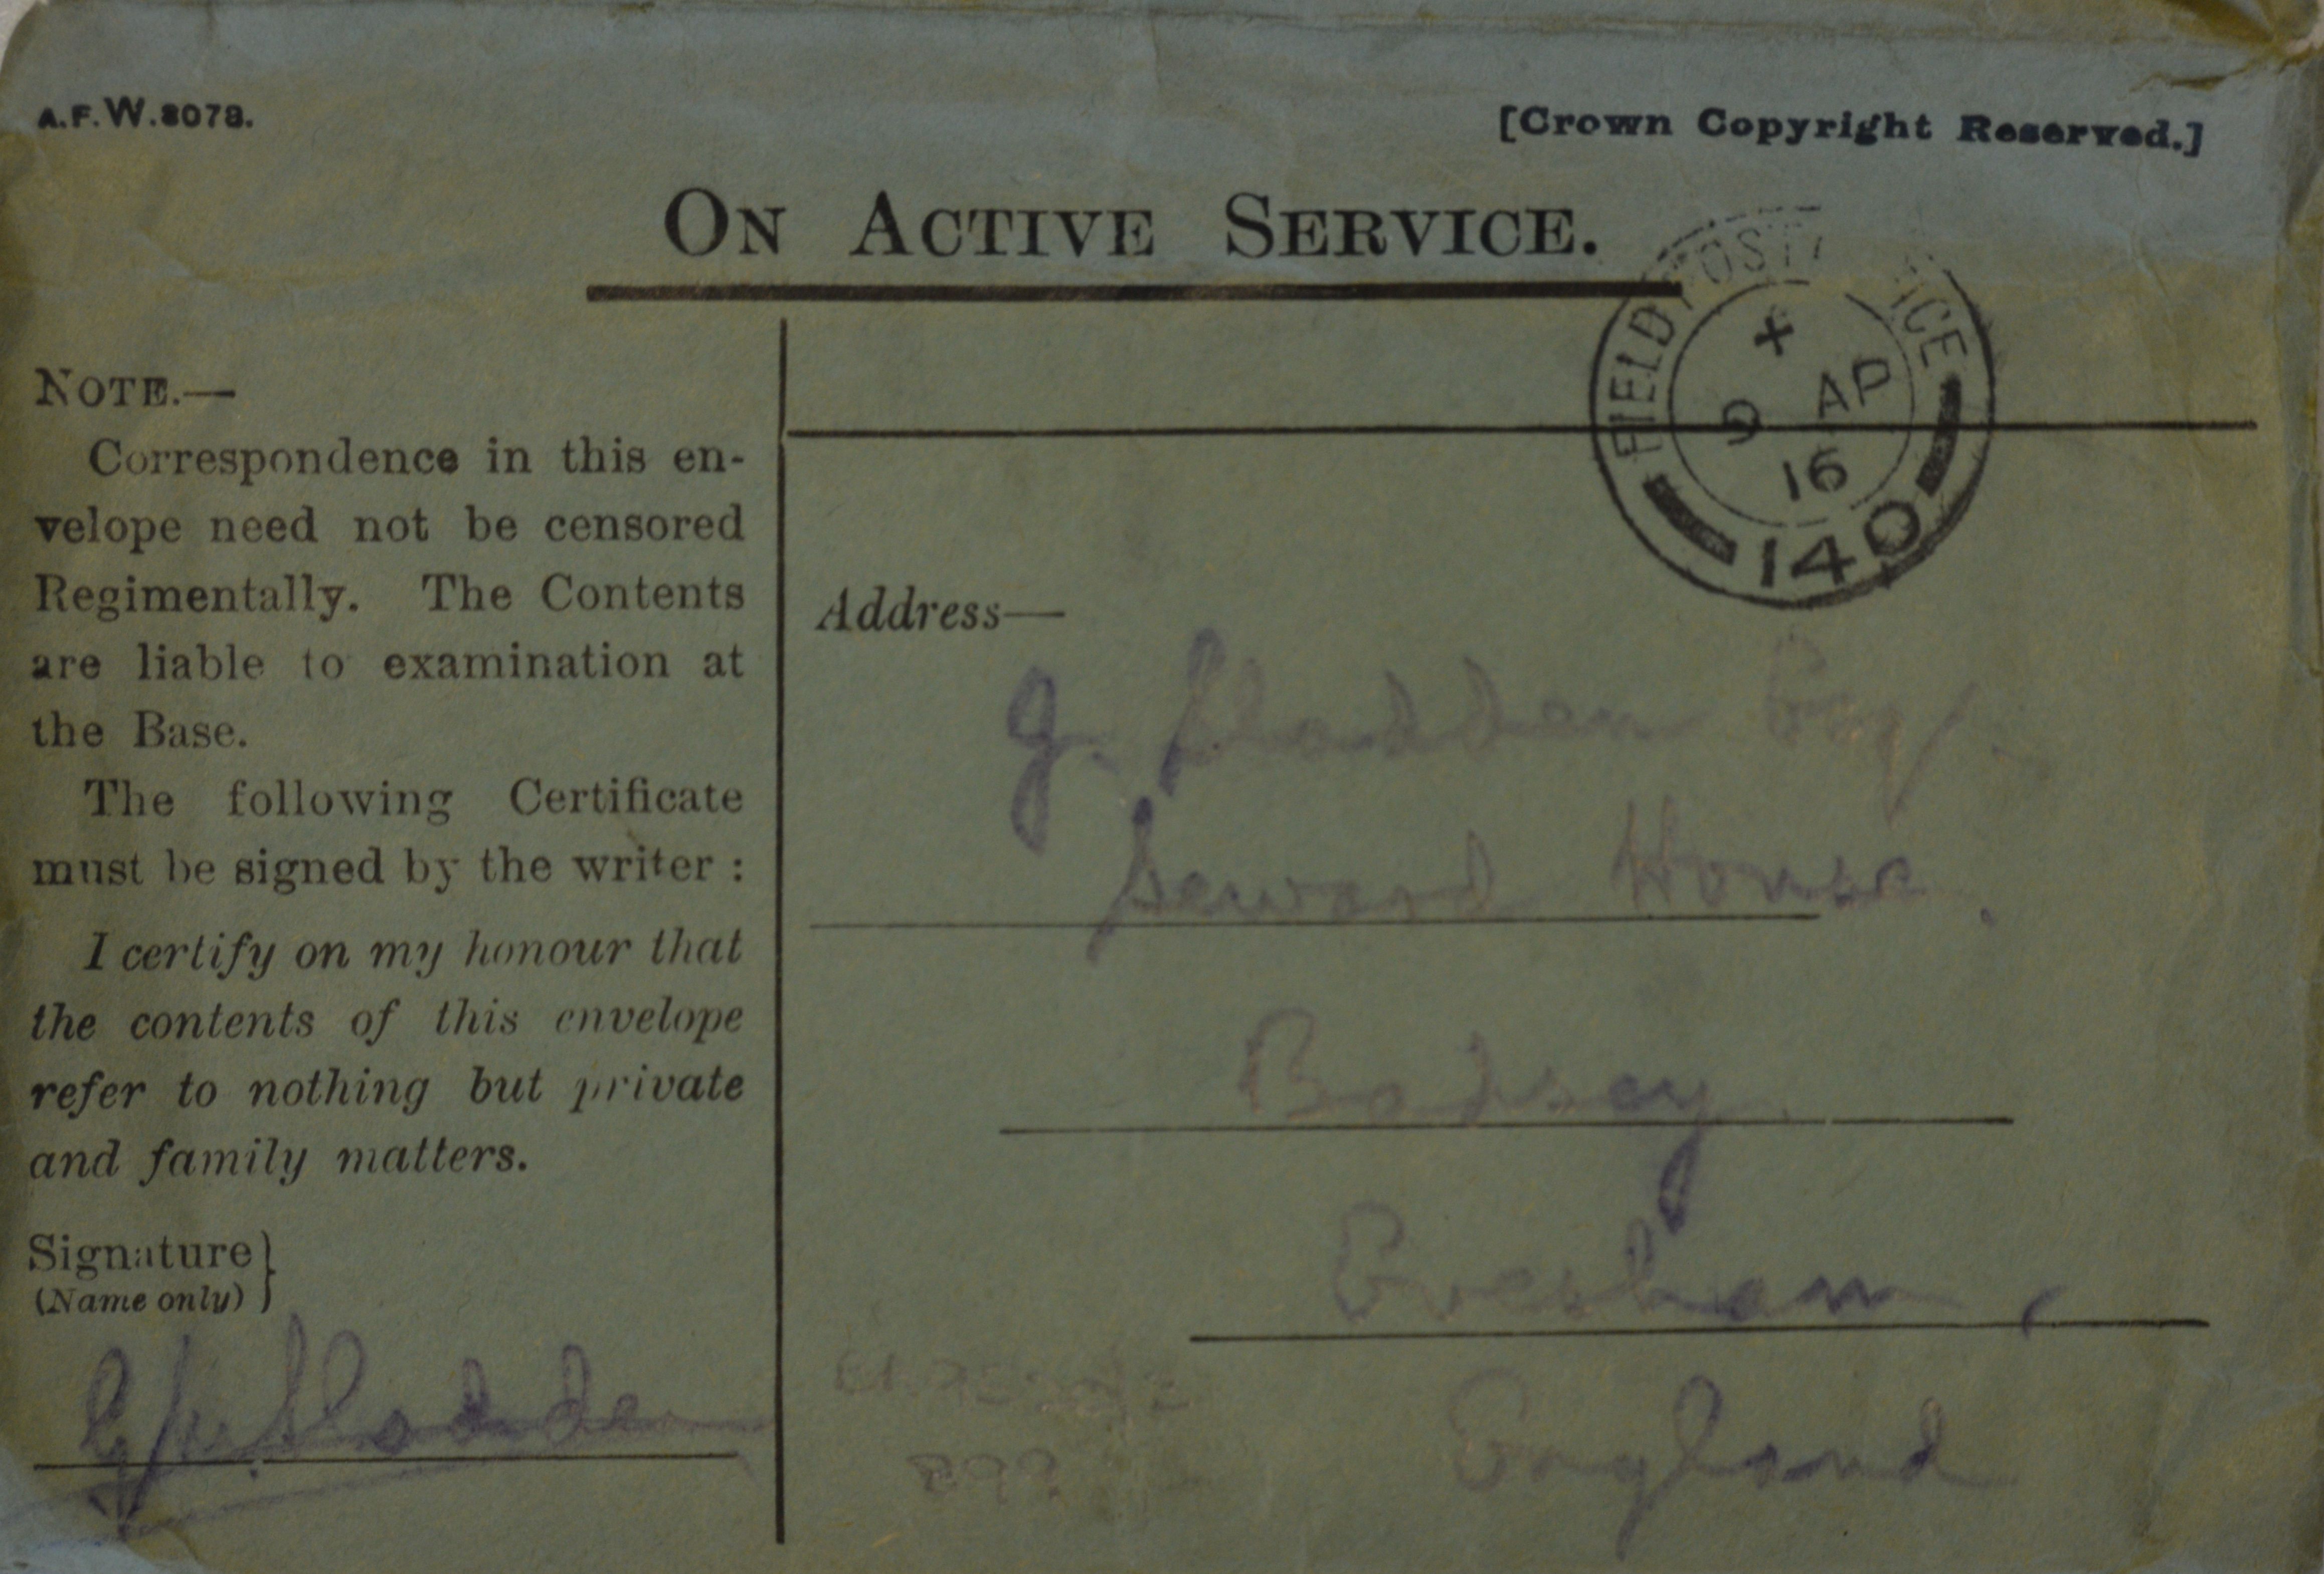 A.F.W.3078.
[Crown Copyright Reserved.]
ON ACTIVE SERVICE.
FIELD POST OFFICE
+
9 AP
16
140
NOTE.—
Correspondence in this en-
velope need not be censored
Regimentally. The Contents
are liable to examination at
the Base.
The following Certificate
must be signed by the writer :
I certify on my honour that
the contents of this envelope
refer to nothing but private
and family matters.
Signature }
(Name only)
Sladden
Address—
J. Sladden Esq.
Seward House.
Badsey
Evesham,
England